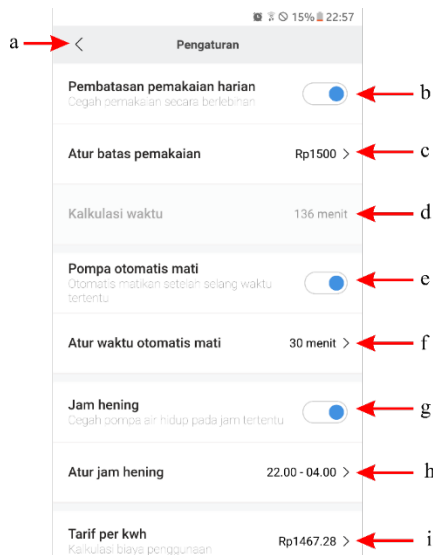 15% 22:57
a
Pengaturan
Pembatasan pemakaian harian
Cegah pemakaian secara berlebihan
b
Atur batas pemakaian Rp1500 >
c
Kalkulasi waktu 136 menit
d
Pompa otomatis mati
Otomatis matikan setelah selang waktu
tertentu
e
Atur waktu otomatis mati 30 menit >
f
Jam hening
Cegah pompa air hidup pada jam tertentu
g
Atur jam hening 22.00 - 04.00 >
h
Tarif per kwh
Kalkulasi biaya penggunaan
Rp1467.28 >
i